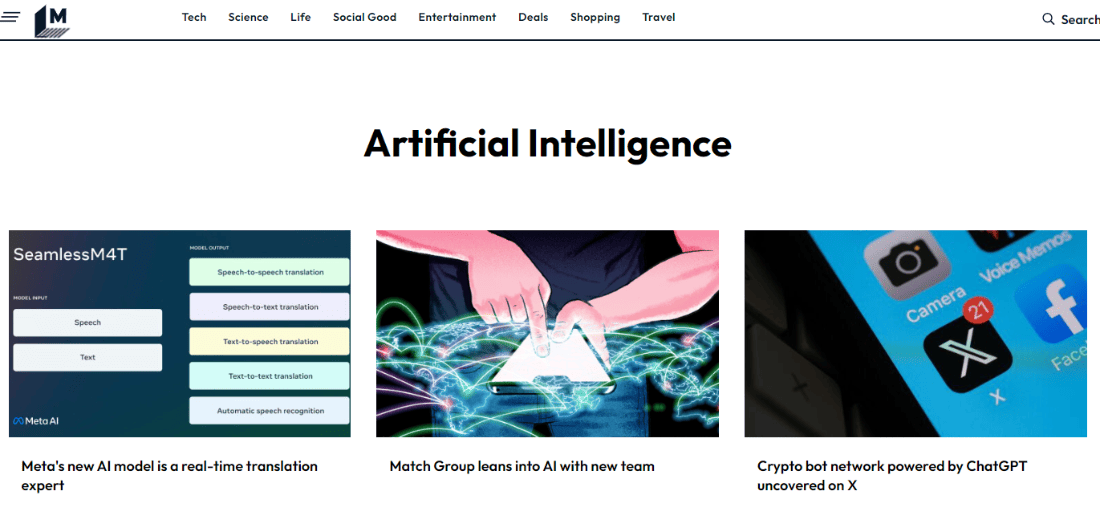 M
Tech Science Life Social Good Entertainment Deals Shopping Travel
Search
Artificial Intelligence
SeamlessM4T
MODEL INPUT
Speech
Text
Meta AI
MODEL OUTPUT
Speech-to-speech translation
Speech-to-text translation
Text-to-speech translation
Text-to-text translation
Automatic speech recognition
Camera
Voice Memos
21
X
Face
X
Meta's new AI model is a real-time translation
expert
Match Group leans into AI with new team
Crypto bot network powered by ChatGPT
uncovered on X